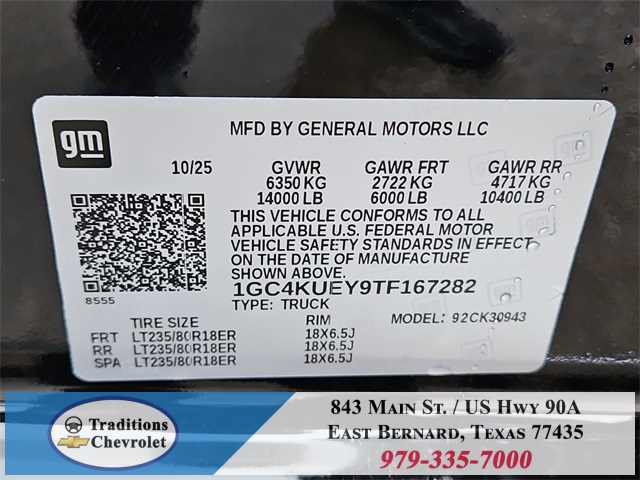 gm
MFD BY GENERAL MOTORS LLC
10/25 GVWR GAWR FRT GAWR RR
6350 KG 2722 KG 4717 KG
14000 LB 6000 LB 10400 LB
THIS VEHICLE CONFORMS TO ALL
APPLICABLE U.S. FEDERAL MOTOR
VEHICLE SAFETY STANDARDS IN EFFECT
ON THE DATE OF MANUFACTURE
SHOWN ABOVE.
8555
1GC4KUEY9TF167282
TYPE: TRUCK MODEL: 92CK30943
TIRE SIZE RIM
FRT LT235/80R18ER 18X6.5J
RR LT235/80R18ER 18X6.5J
SPA LT235/80R18ER 18X6.5J
Traditions
Chevrolet
843 Main St. / US Hwy 90A
East Bernard, Texas 77435
979-335-7000